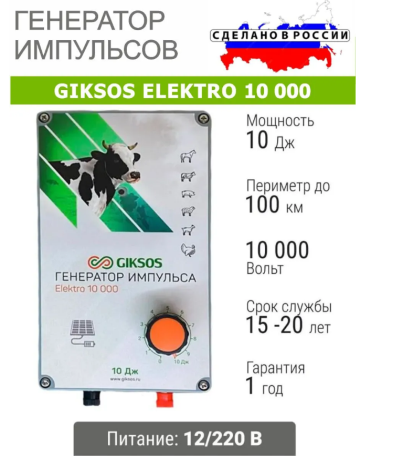 ГЕНЕРАТОР
ИМПУЛЬСОВ
СДЕЛАНО В РОССИИ
GIKSOS ELEKTRO 10 000
Мощность
10 Дж
Периметр до
100 км
10 000
Вольт
Срок службы
15 -20 лет
Гарантия
1 год
GIKSOS
ГЕНЕРАТОР ИМПУЛЬСА
Elektro 10 000
10 Дж
10 Дж
www.giksos.ru
Питание: 12/220 В